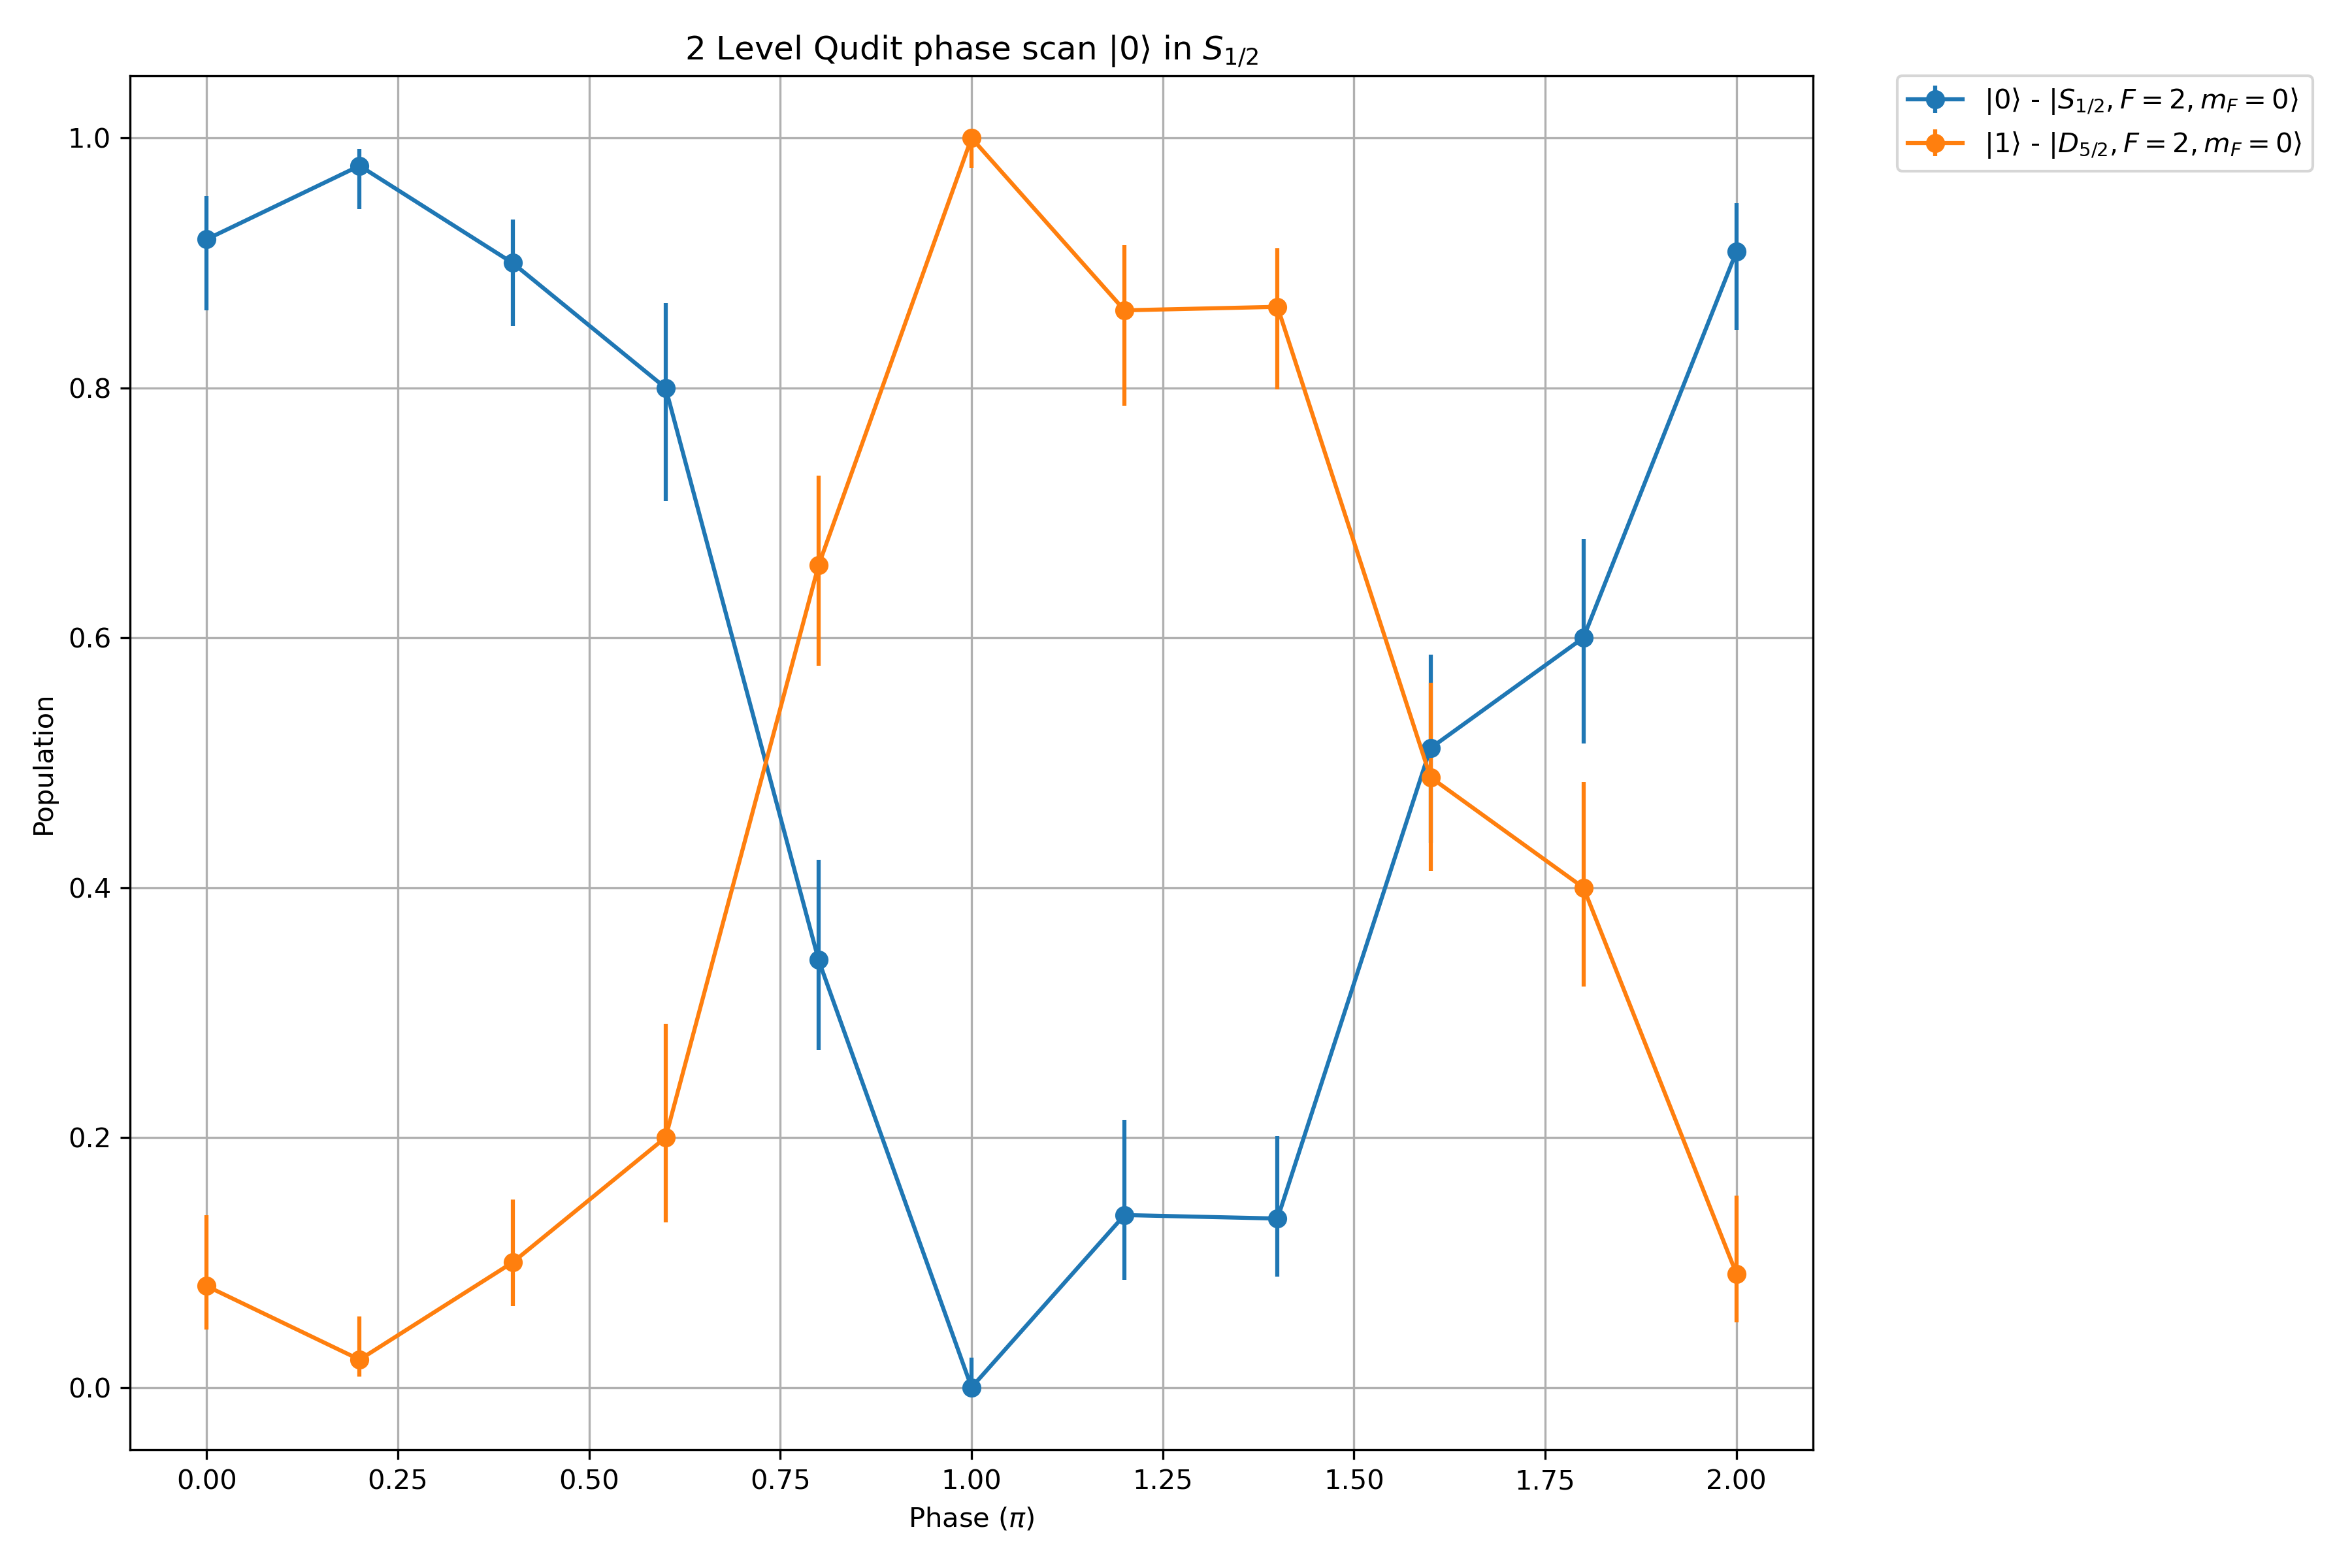 2 Level Qudit phase scan |0⟩ in S₁/₂
|0⟩ - |S₁/₂, F = 2, m_F = 0⟩
|1⟩ - |D₅/₂, F = 2, m_F = 0⟩
1.0
0.8
0.6
0.4
0.2
0.0
Population
0.00 0.25 0.50 0.75 1.00 1.25 1.50 1.75 2.00
Phase (π)